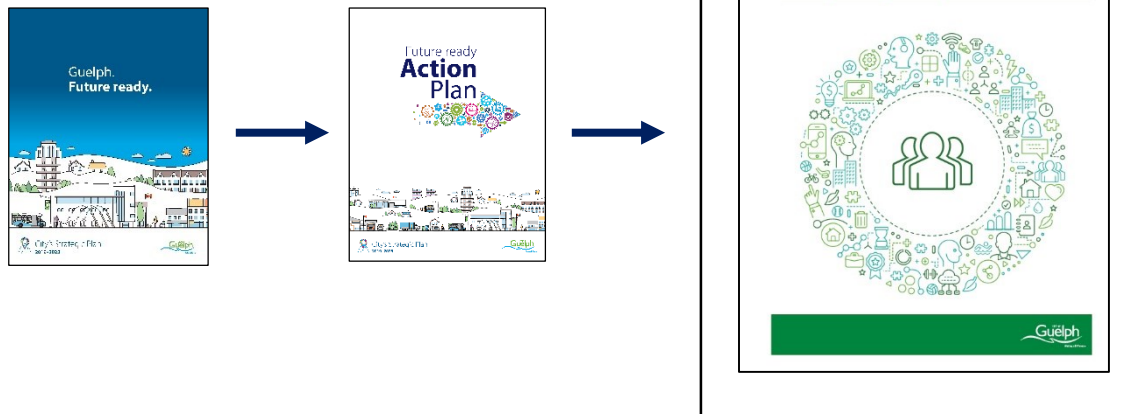 Guelph.
Future ready.
City's Strategic Plan
Guelph
Future ready
Action
Plan
City's Strategic Plan
Guelph
Guelph